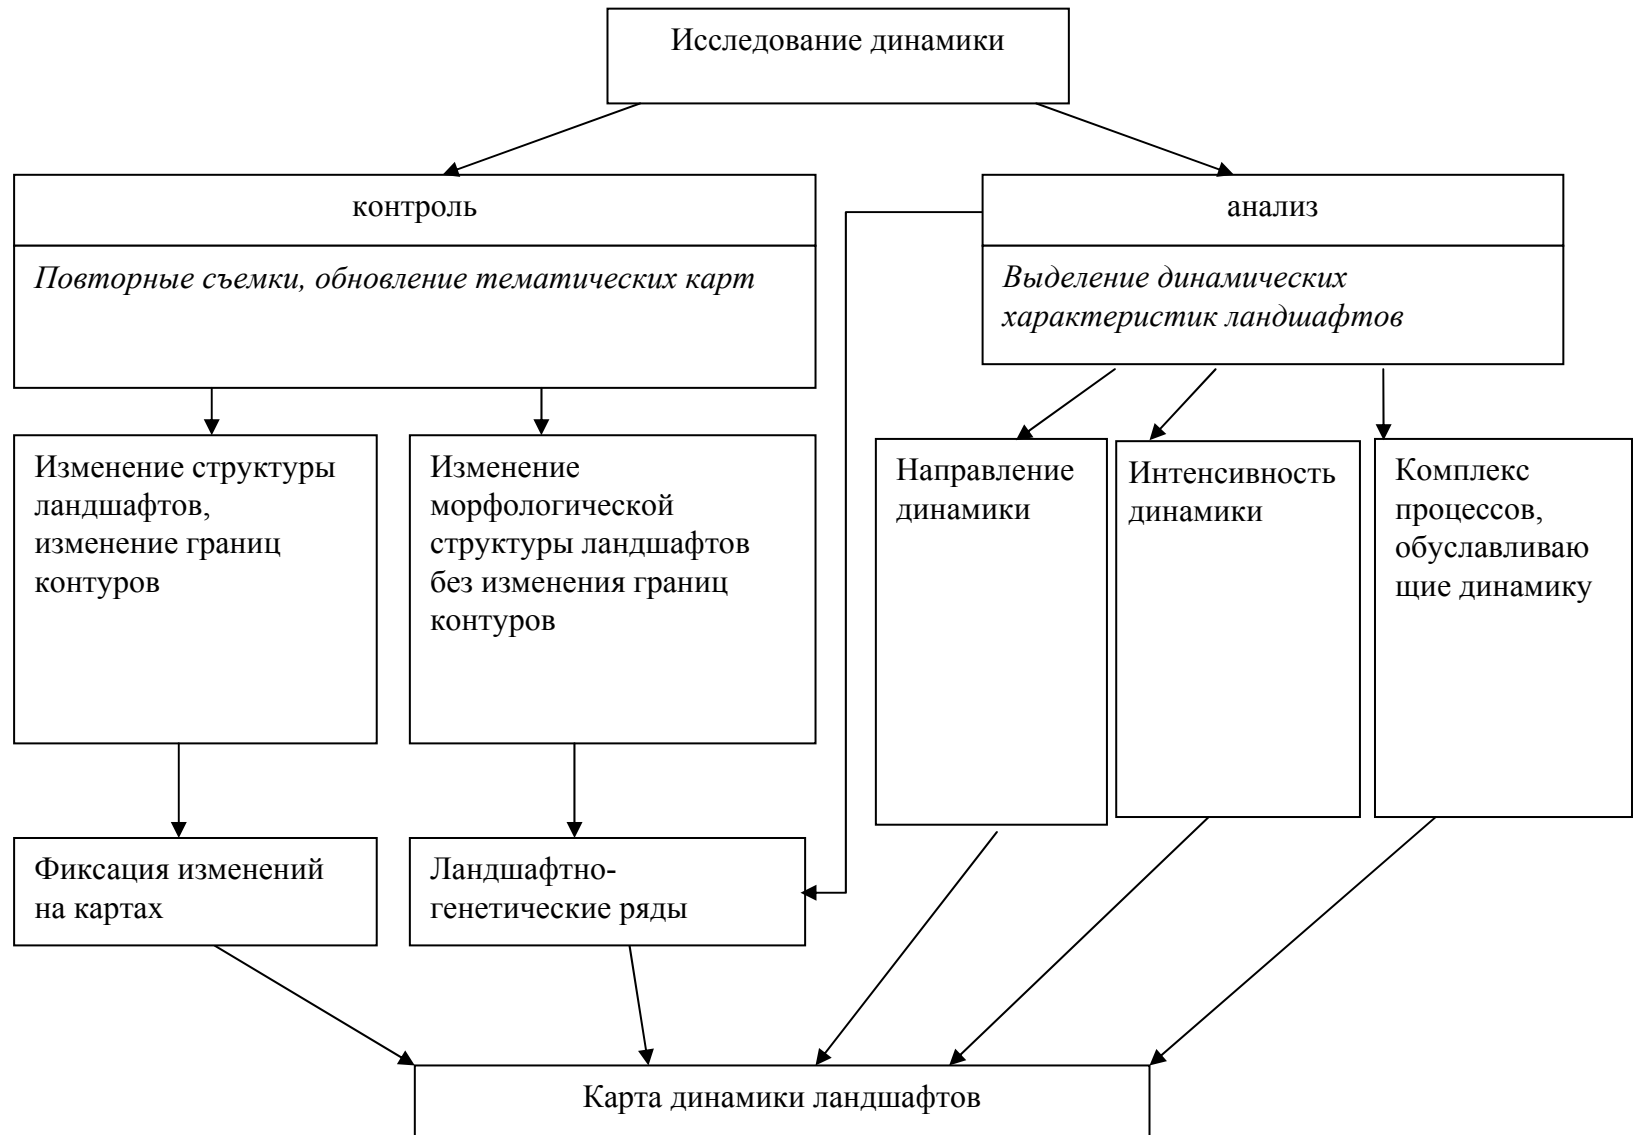 Исследование динамики
контроль
Повторные съемки, обновление тематических карт
анализ
Выделение динамических
характеристик ландшафтов
Изменение структуры
ландшафтов,
изменение границ
контуров
Изменение
морфологической
структуры ландшафтов
без изменения границ
контуров
Направление
динамики
Интенсивность
динамики
Комплекс
процессов,
обуславливаю
щие динамику
Фиксация изменений
на картах
Ландшафтно-
генетические ряды
Карта динамики ландшафтов